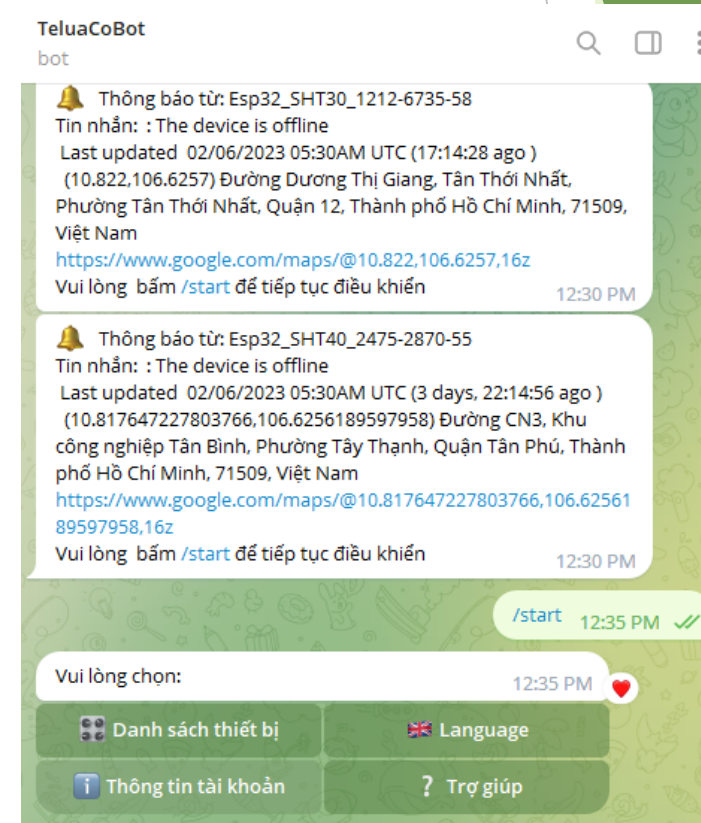 TeluaCoBot
bot
Thông báo từ: Esp32_SHT30_1212-6735-58
Tin nhắn: : The device is offline
Last updated 02/06/2023 05:30AM UTC (17:14:28 ago )
(10.822,106.6257) Đường Dương Thị Giang, Tân Thới Nhất,
Phường Tân Thới Nhất, Quận 12, Thành phố Hồ Chí Minh, 71509,
Việt Nam
https://www.google.com/maps/@10.822,106.6257,16z
Vui lòng bấm /start để tiếp tục điều khiển
12:30 PM
Thông báo từ: Esp32_SHT40_2475-2870-55
Tin nhắn: : The device is offline
Last updated 02/06/2023 05:30AM UTC (3 days, 22:14:56 ago )
(10.817647227803766,106.6256189597958) Đường CN3, Khu
công nghiệp Tân Bình, Phường Tây Thạnh, Quận Tân Phú, Thành
phố Hồ Chí Minh, 71509, Việt Nam
https://www.google.com/maps/@10.817647227803766,106.62561
89597958,16z
Vui lòng bấm /start để tiếp tục điều khiển
12:30 PM
/start 12:35 PM
Vui lòng chọn:
12:35 PM
Danh sách thiết bị
Language
Thông tin tài khoản
? Trợ giúp